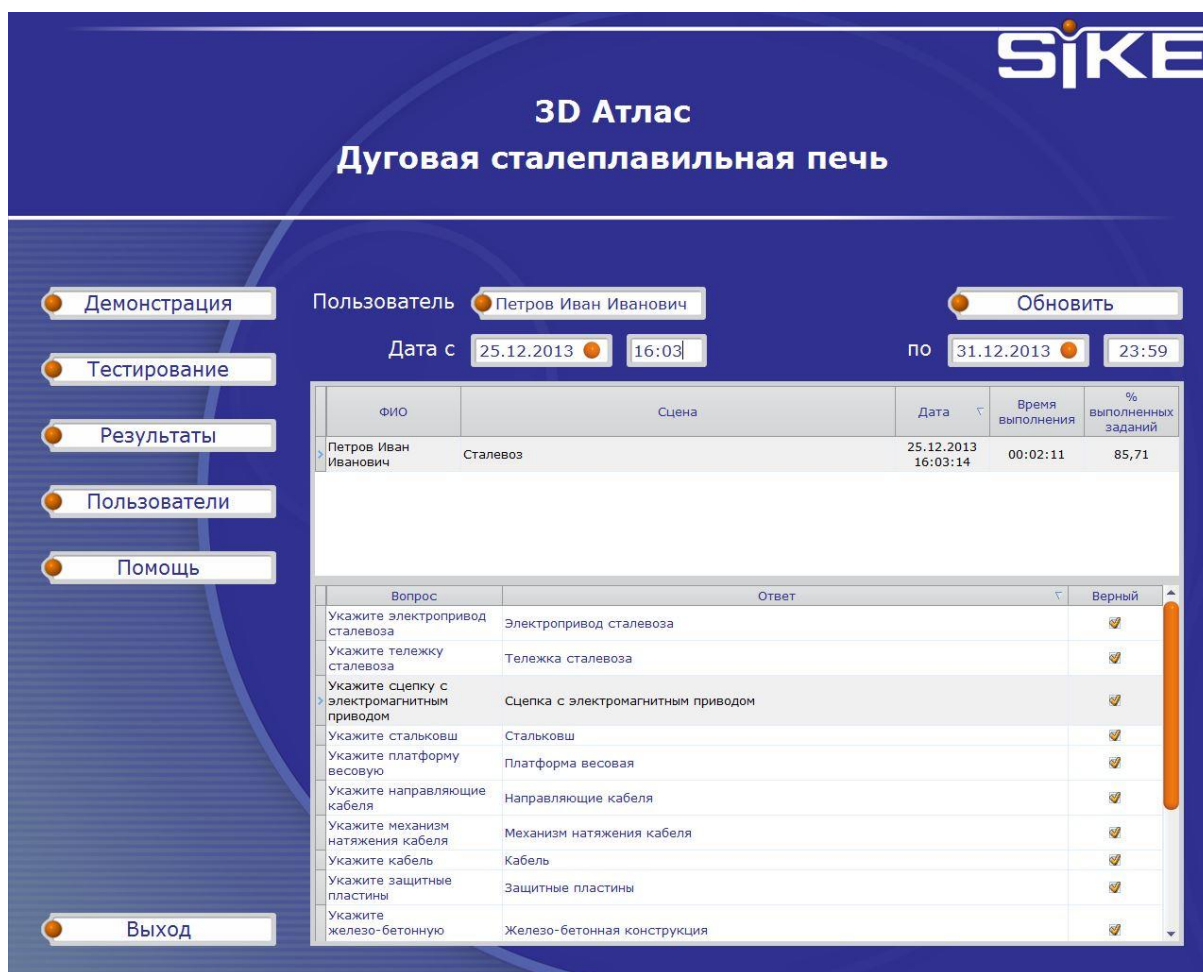 SIKE
3D Атлас
Дуговая сталеплавильная печь
Демонстрация
Тестирование
Результаты
Пользователи
Помощь
Выход
Пользователь Петров Иван Иванович Обновить
Дата с 25.12.2013 16:03 по 31.12.2013 23:59
ФИО Сцена Дата Время выполнения % выполненных заданий
Петров Иван Иванович Сталевоз 25.12.2013 16:03:14 00:02:11 85,71
Вопрос Ответ Верный
Укажите электропривод сталевоза Электропривод сталевоза
Укажите тележку сталевоза Тележка сталевоза
Укажите сцепку с электромагнитным приводом Сцепка с электромагнитным приводом
Укажите стальковш Стальковш
Укажите платформу весовую Платформа весовая
Укажите направляющие кабеля Направляющие кабеля
Укажите механизм натяжения кабеля Механизм натяжения кабеля
Укажите кабель Кабель
Укажите защитные пластины Защитные пластины
Укажите железо-бетонную Железо-бетонная конструкция